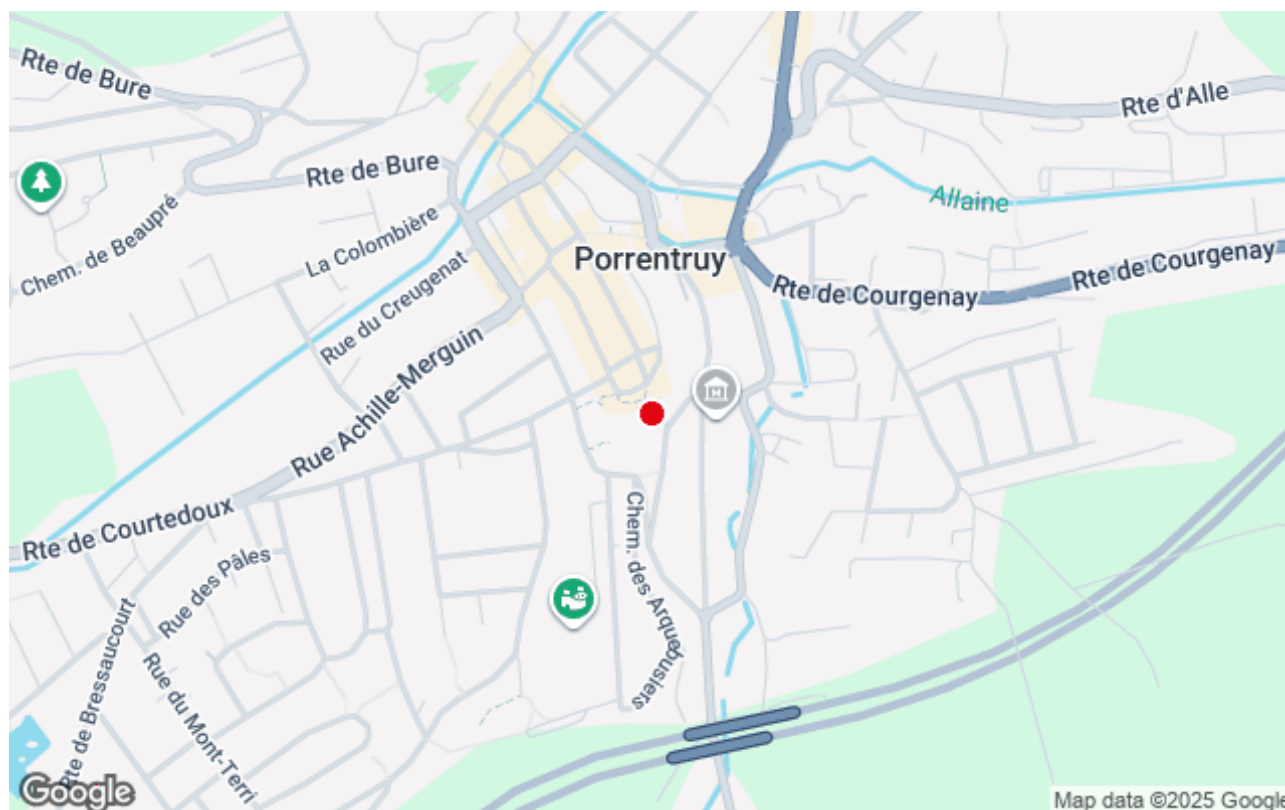 Rte de Bure
Rte d'Alle
Rte de Bure
Allaine
Chem. de Beaupré
La Colombière
Porrentruy
Rte de Courgenay
Rte de Courgenay
Rue du Creugenat
Rue Achille-Merguin
Rte de Courtedoux
Chem. des Arquebusiers
Rue des Pâles
Rte de Bressaucourt
Rue du Mont-Terri
Google
Map data ©2025 Google